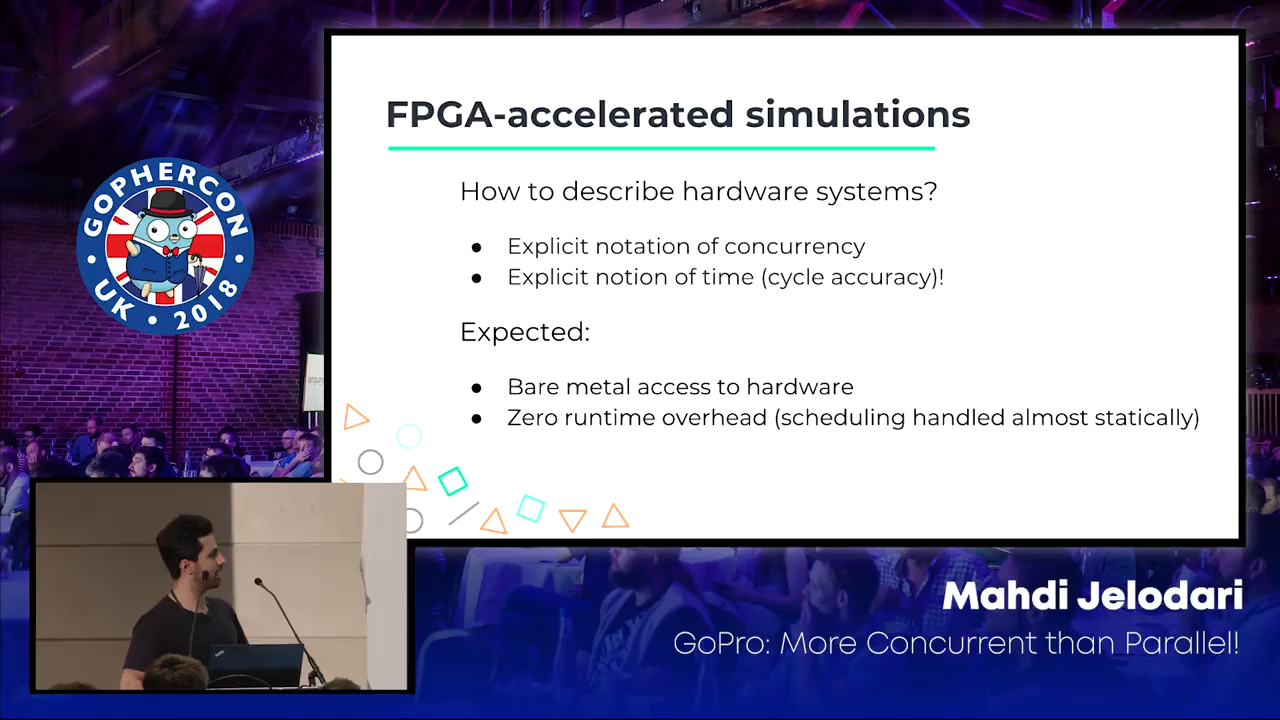 FPGA-accelerated simulations
How to describe hardware systems?
● Explicit notation of concurrency
● Explicit notion of time (cycle accuracy)!
Expected:
● Bare metal access to hardware
● Zero runtime overhead (scheduling handled almost statically)
GOPHERCON
UK • 2018
Mahdi Jelodari
GoPro: More Concurrent than Parallel!